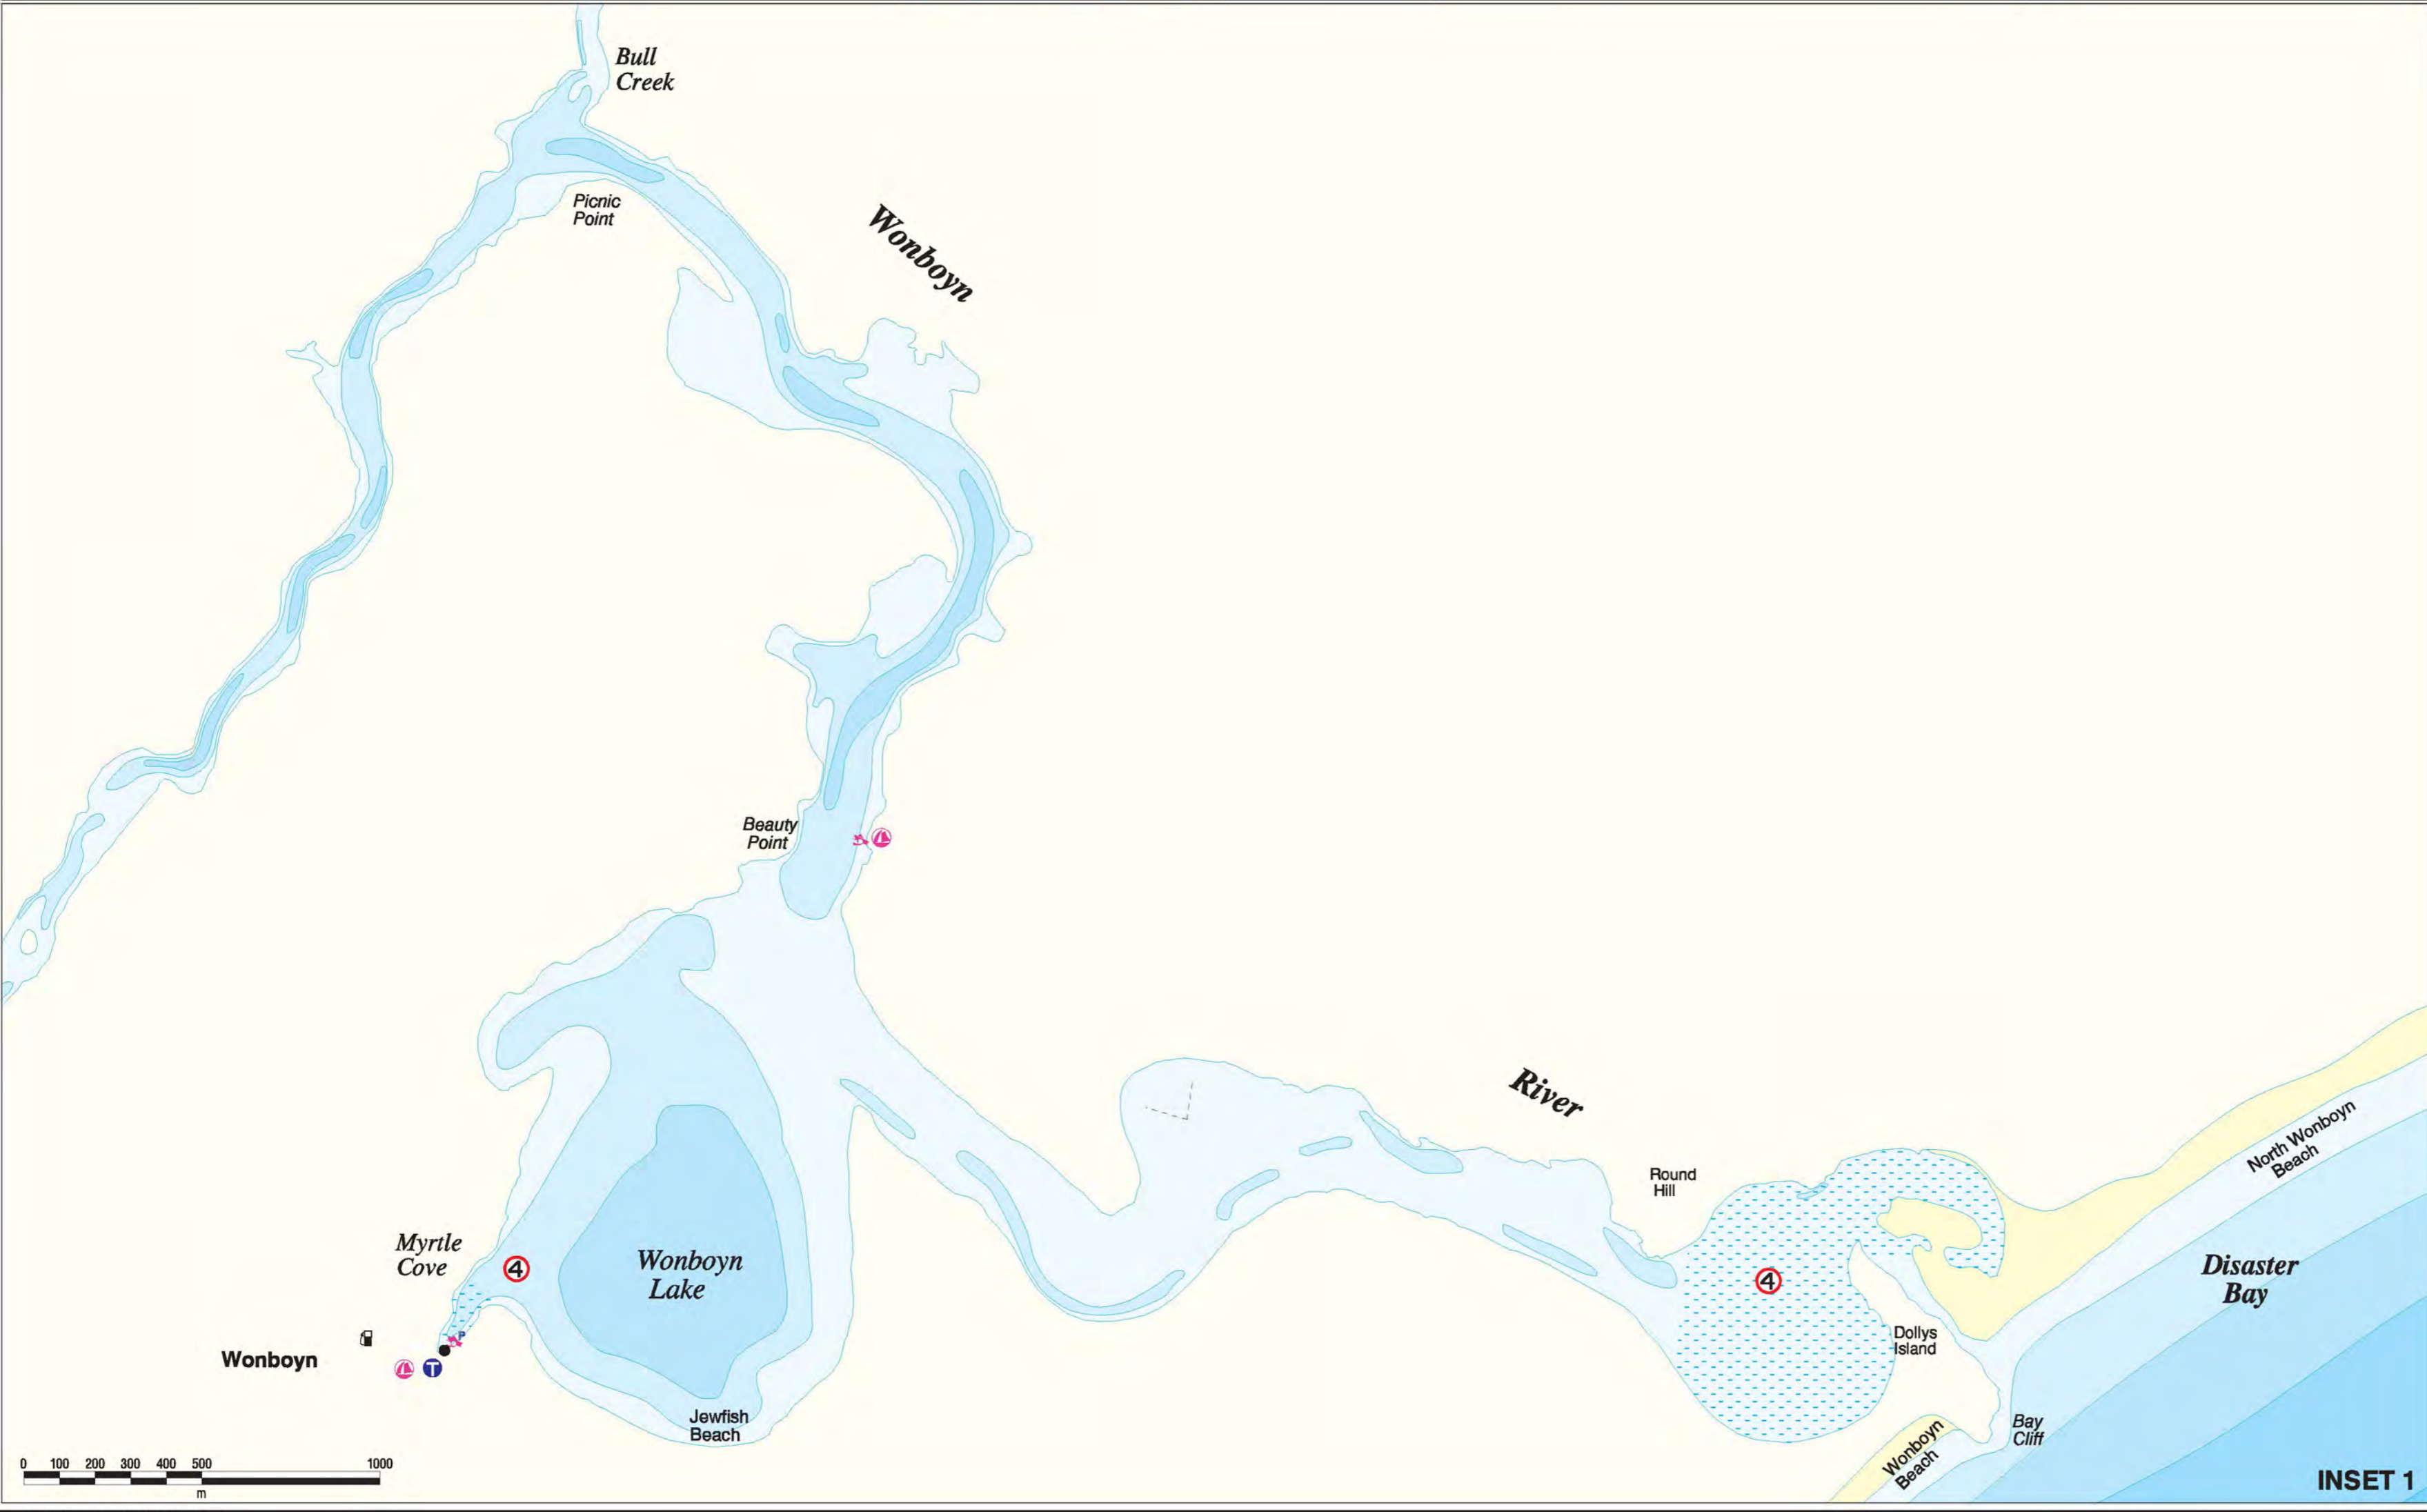 Bull
Creek
Picnic
Point
Wonboyn
Beauty
Point
River
Round
Hill
North Wonboyn
Beach
Myrtle
Cove
4
Wonboyn
Lake
4
Disaster
Bay
P
Wonboyn
T
Dollys
Island
Jewfish
Beach
Bay
Cliff
Wonboyn
Beach
0 100 200 300 400 500 1000
m
INSET 1